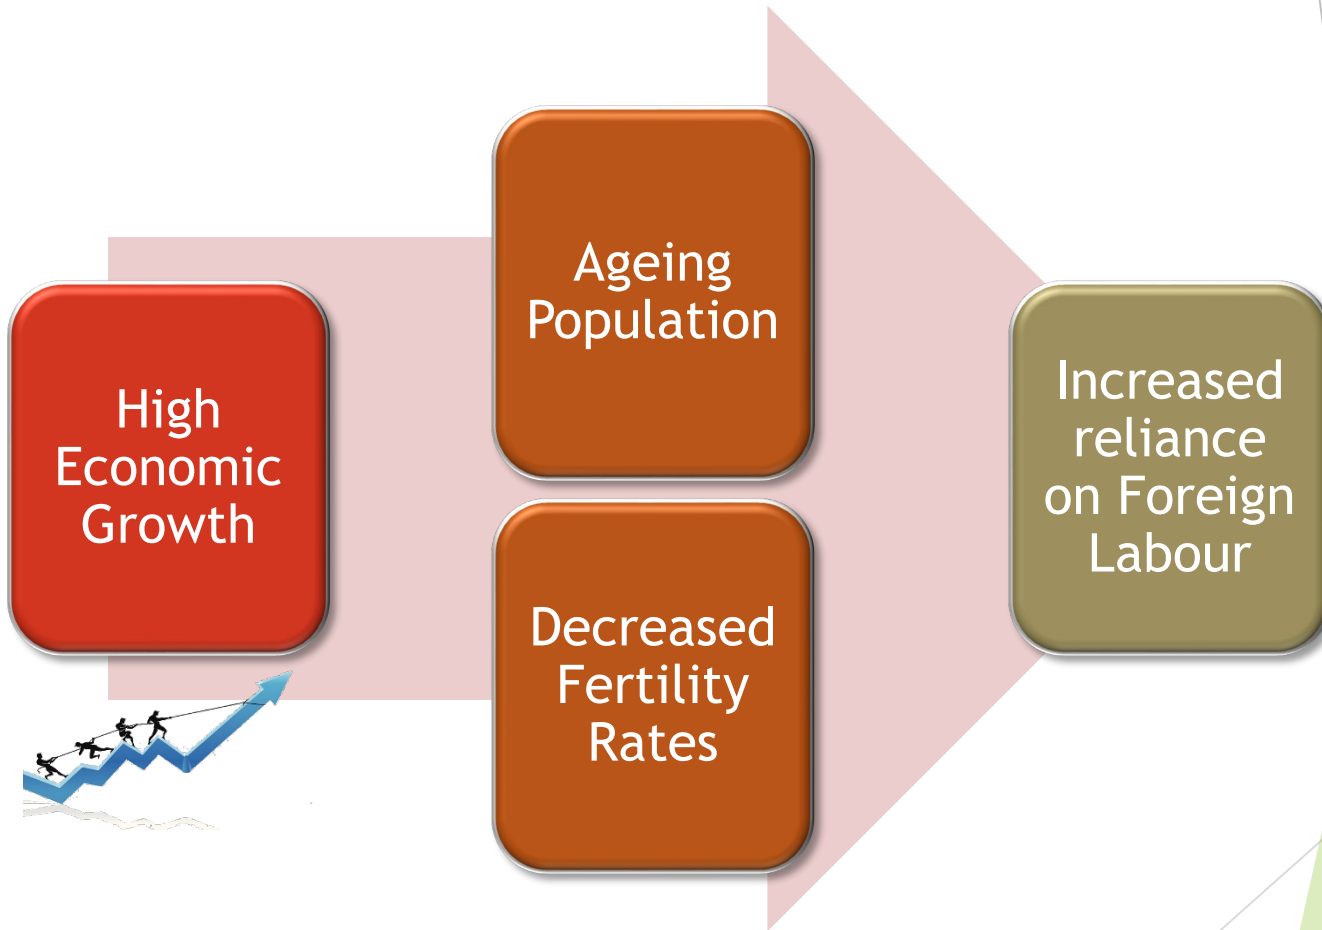 High
Economic
Growth
Ageing
Population
Decreased
Fertility
Rates
Increased
reliance
on Foreign
Labour